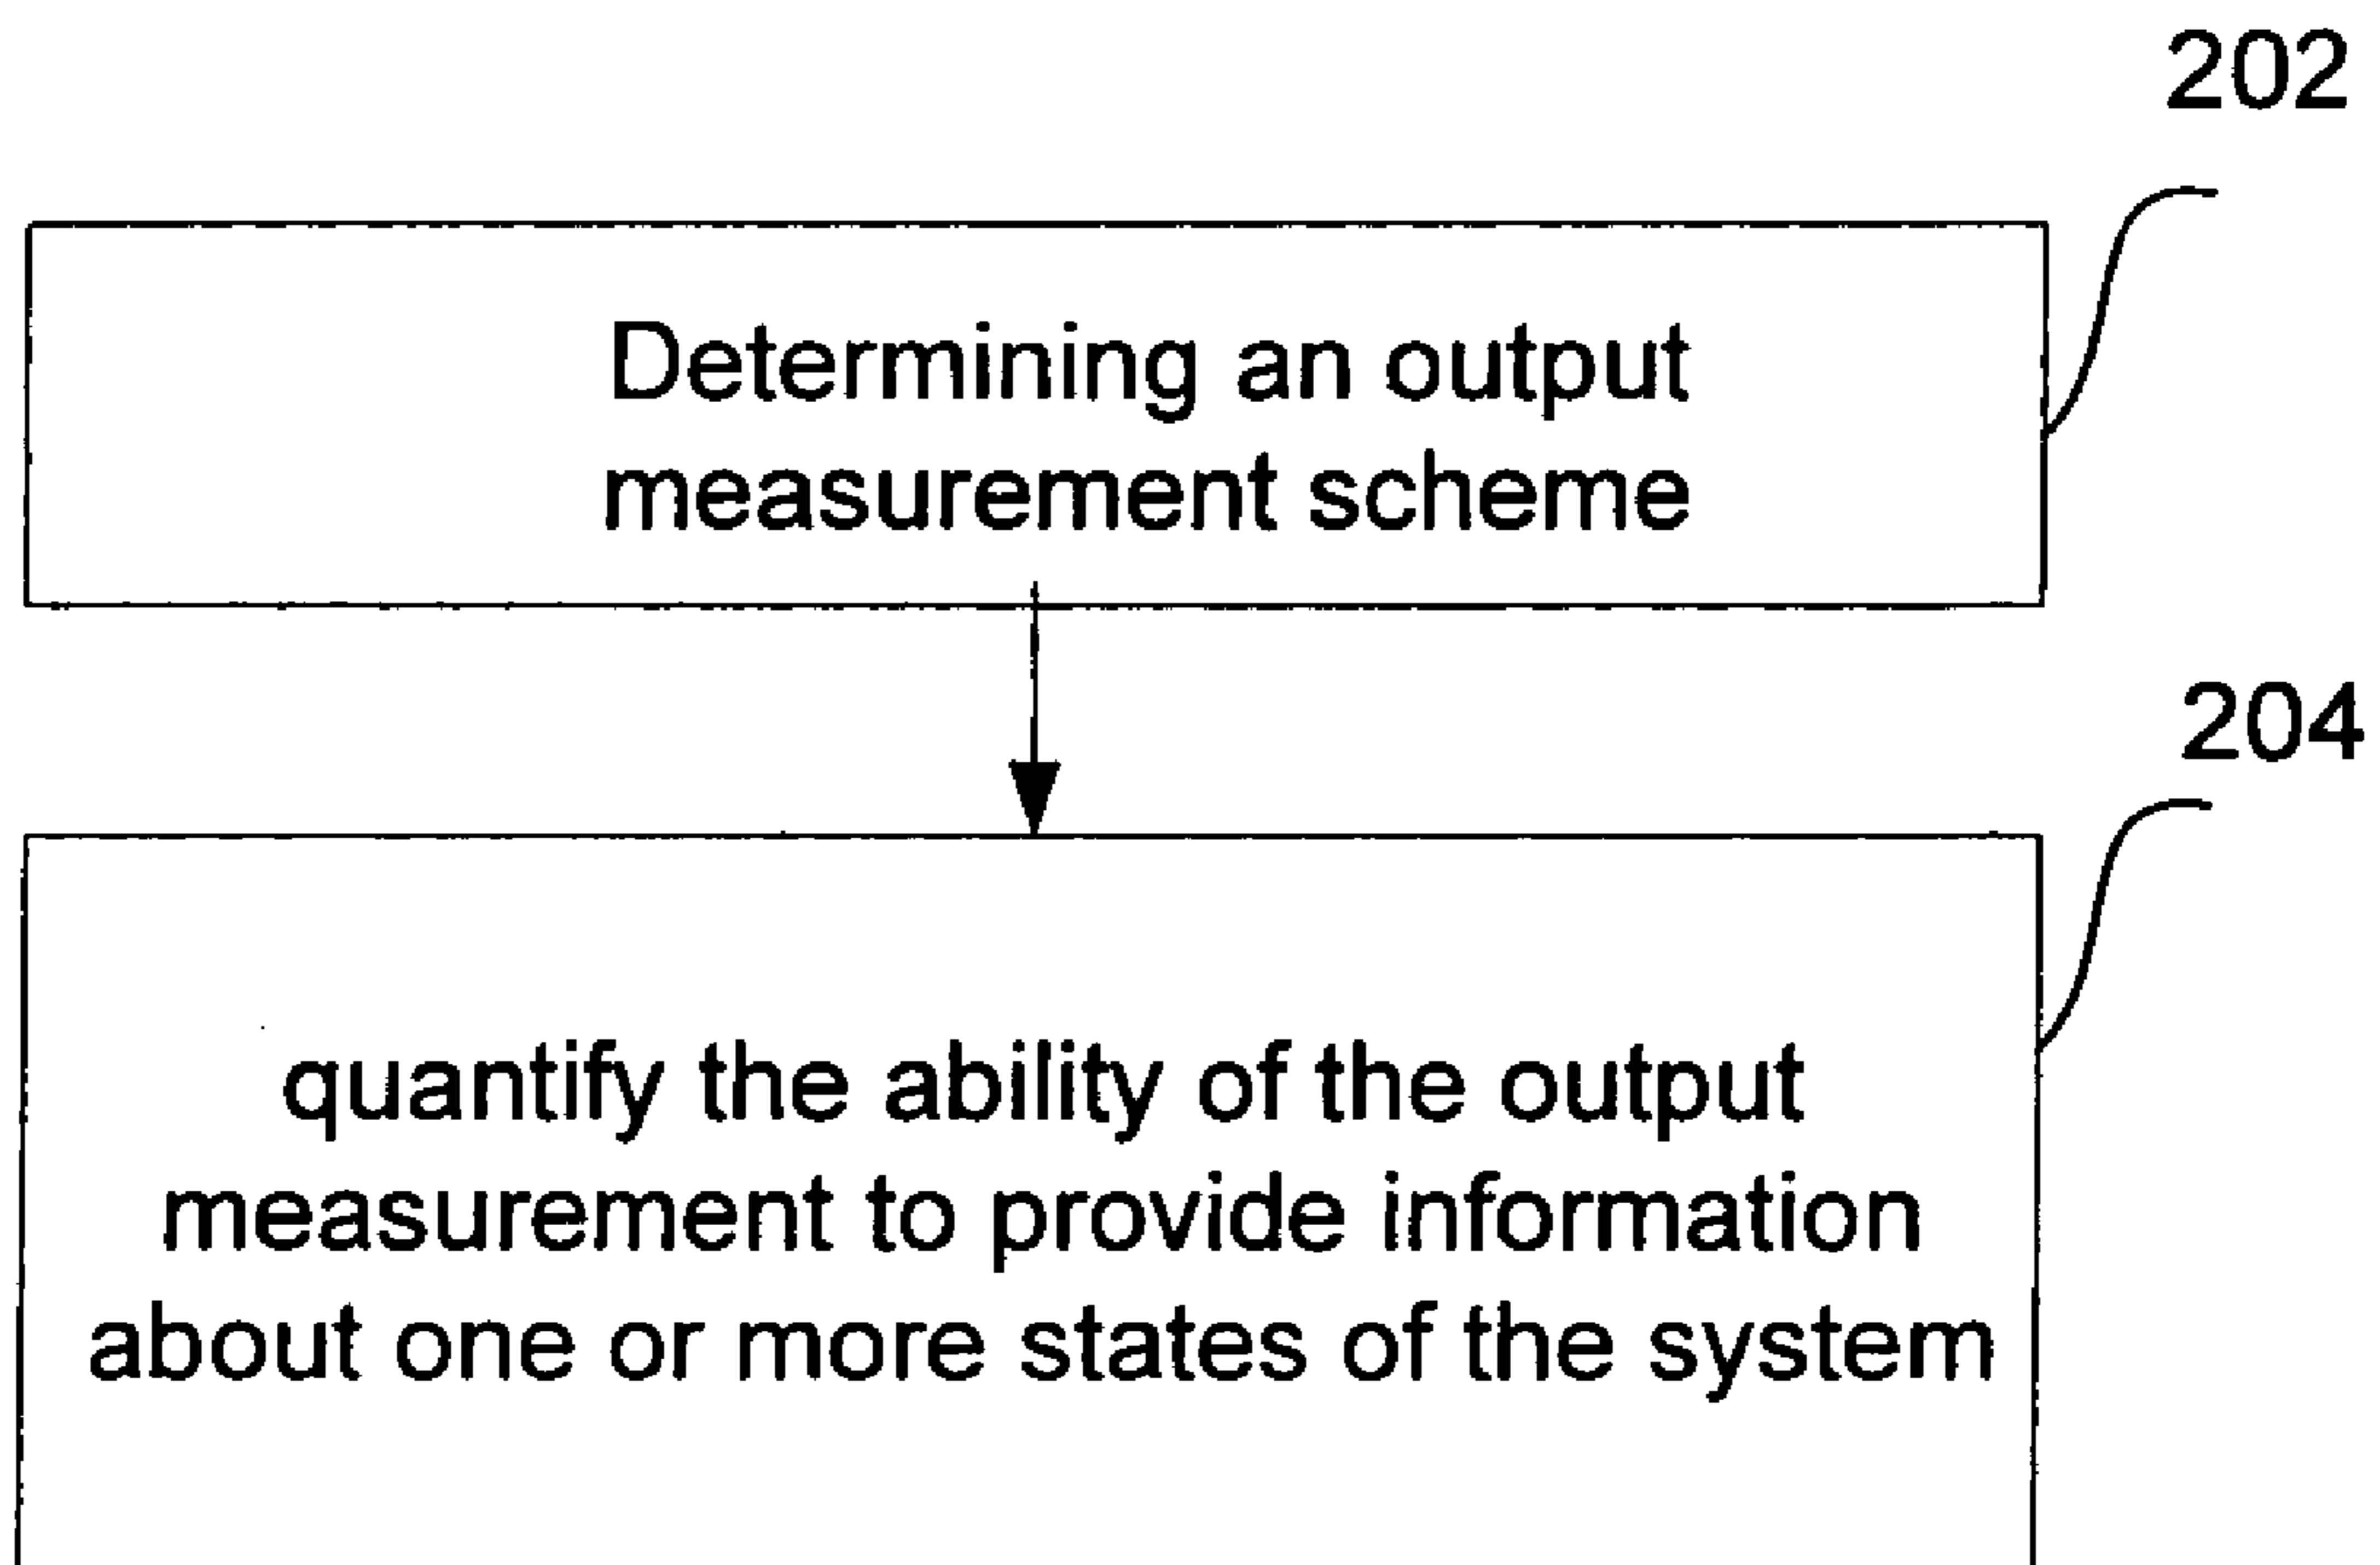 202
Determining an output
measurement scheme
204
quantify the ability of the output
measurement to provide information
about one or more states of the system